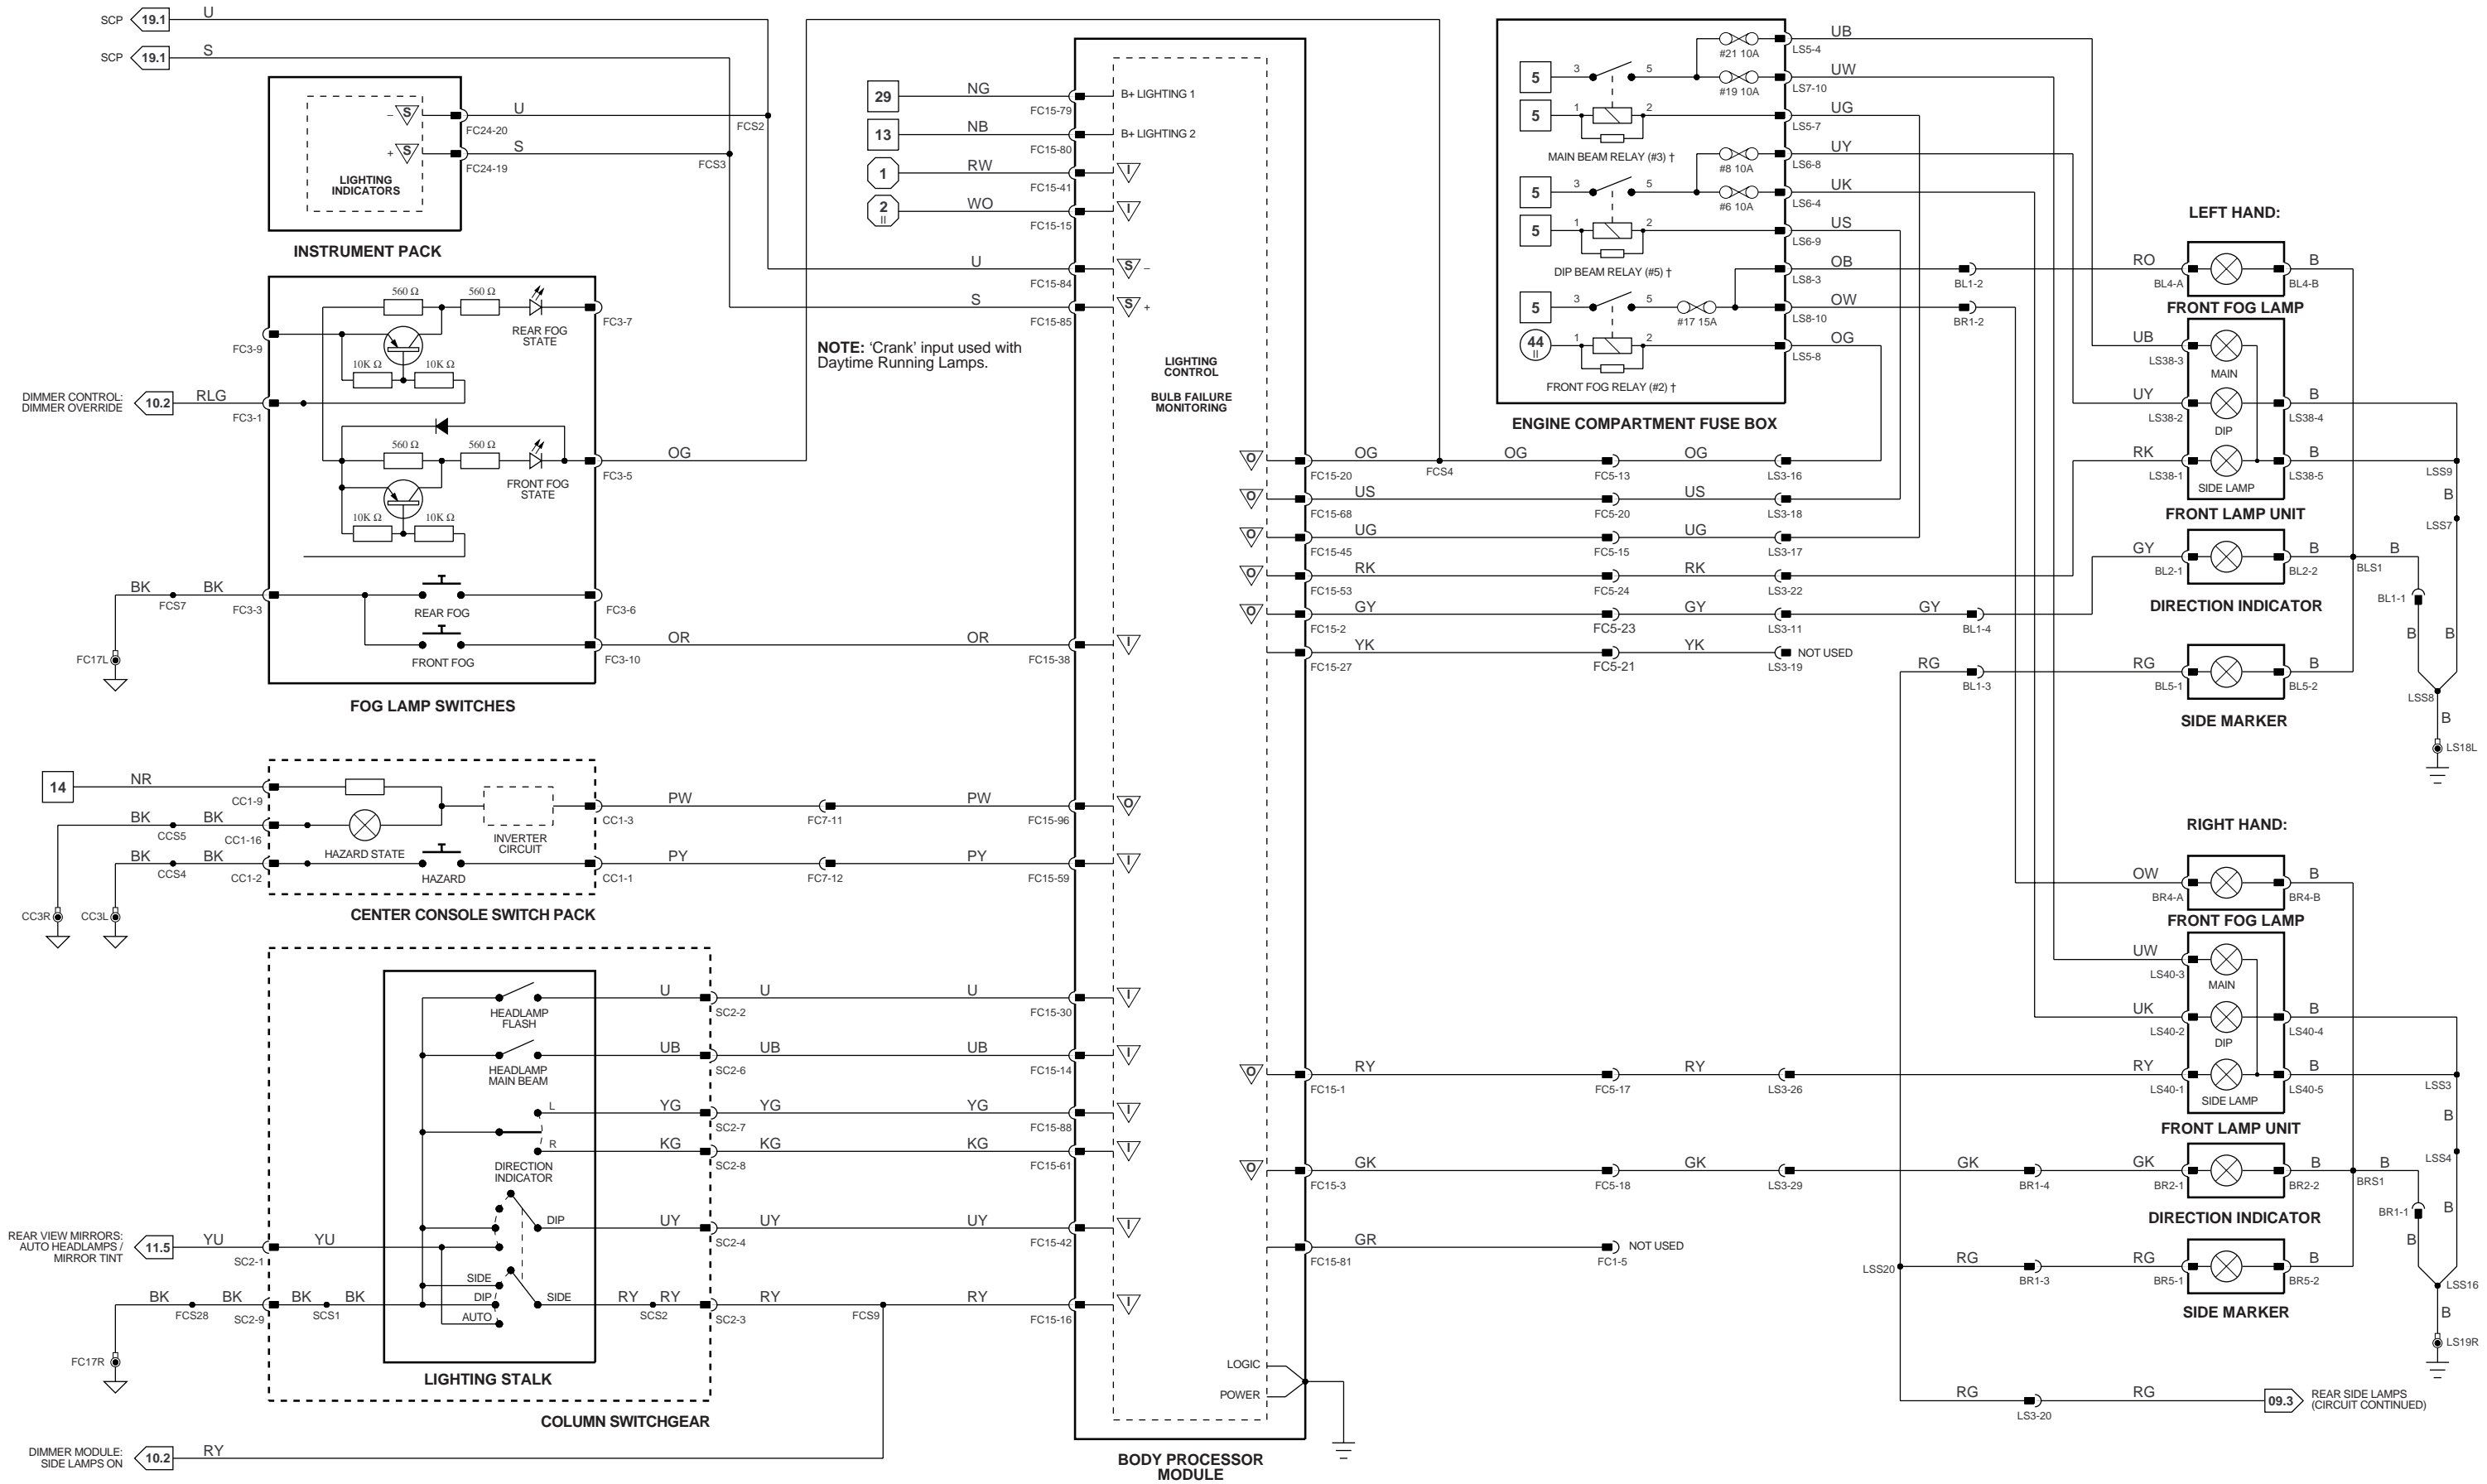 SCP 19.1 U
SCP 19.1 S
– S U
FC24-20
FCS2
+ S S
FC24-19
FCS3
LIGHTING
INDICATORS
INSTRUMENT PACK
560 Ω 560 Ω
REAR FOG
STATE
FC3-7
FC3-9
10K Ω 10K Ω
DIMMER CONTROL:
DIMMER OVERRIDE
10.2 RLG
FC3-1
560 Ω 560 Ω
OG
FC3-5
FRONT FOG
STATE
10K Ω 10K Ω
BK BK
FCS7 FC3-3
REAR FOG
FC3-6
FC17L
FRONT FOG
OR OR
FC3-10 FC15-38 I
FOG LAMP SWITCHES
14 NR
CC1-9
BK BK
CCS5 CC1-16
HAZARD STATE
INVERTER
CIRCUIT
PW PW
CC1-3 FC7-11 FC15-96 O
BK BK
CCS4 CC1-2
HAZARD
PY PY
CC1-1 FC7-12 FC15-59 I
CC3R CC3L
CENTER CONSOLE SWITCH PACK
HEADLAMP
FLASH
U U U
SC2-2 FC15-30 I
HEADLAMP
MAIN BEAM
UB UB UB
SC2-6 FC15-14 I
L YG YG YG
SC2-7 FC15-88 I
R KG KG KG
SC2-8 FC15-61 I
DIRECTION
INDICATOR
DIP UY UY UY
SC2-4 FC15-42 I
REAR VIEW MIRRORS:
AUTO HEADLAMPS /
MIRROR TINT
11.5 YU YU
SC2-1
SIDE
DIP
AUTO
BK BK BK BK
FCS28 SC2-9 SCS1
SIDE RY RY RY RY
SCS2 SC2-3 FCS9 FC15-16 I
FC17R
LIGHTING STALK
COLUMN SWITCHGEAR
DIMMER MODULE:
SIDE LAMPS ON
10.2 RY
29 NG
FC15-79
B+ LIGHTING 1
13 NB
FC15-80
B+ LIGHTING 2
1 RW
FC15-41 I
2 II WO
FC15-15 I
U
FC15-84 S –
S
FC15-85 S +
NOTE: ‘Crank’ input used with
Daytime Running Lamps.
LIGHTING
CONTROL
BULB FAILURE
MONITORING
O OG OG OG
FC15-20 FCS4 FC5-13 LS3-16
O US US
FC15-68 FC5-20 LS3-18
O UG UG
FC15-45 FC5-15 LS3-17
O RK RK
FC15-53 FC5-24 LS3-22
O GY GY GY
FC15-2 FC5-23 LS3-11 BL1-4
YK YK
FC15-27 FC5-21 LS3-19
NOT USED
O RY RY
FC15-1 FC5-17 LS3-26
O GK GK GK
FC15-3 FC5-18 LS3-29 BR1-4
GR
FC15-81 FC1-5
NOT USED
LOGIC
POWER
BODY PROCESSOR
MODULE
#21 10A
UB
LS5-4
5 3 5
#19 10A
UW
LS7-10
5 1 2
UG
LS5-7
MAIN BEAM RELAY (#3) †
#8 10A
UY
LS6-8
5 3 5
#6 10A
UK
LS6-4
5 1 2
US
LS6-9
DIP BEAM RELAY (#5) †
OB
LS8-3 BL1-2
5 3 5
#17 15A
OW
LS8-10 BR1-2
44 II 1 2
OG
LS5-8
FRONT FOG RELAY (#2) †
ENGINE COMPARTMENT FUSE BOX
LEFT HAND:
RO B
BL4-A BL4-B
FRONT FOG LAMP
UB
LS38-3
MAIN
UY B
LS38-2 LS38-4
DIP
RK B
LS38-1 LS38-5
SIDE LAMP
LSS9
B
LSS7
FRONT LAMP UNIT
GY B B
BL2-1 BL2-2 BLS1
DIRECTION INDICATOR
BL1-1
B B
RG RG B
BL1-3 BL5-1 BL5-2
SIDE MARKER
LSS8
B
LS18L
RIGHT HAND:
OW B
BR4-A BR4-B
FRONT FOG LAMP
UW
LS40-3
MAIN
UK B
LS40-2 LS40-4
DIP
RY B
LS40-1 LS40-5
SIDE LAMP
LSS3
B
LSS4
FRONT LAMP UNIT
GK B B
BR2-1 BR2-2 BRS1
DIRECTION INDICATOR
BR1-1
B B
LSS20
RG RG B
BR1-3 BR5-1 BR5-2
SIDE MARKER
LSS16
B
LS19R
RG RG
LS3-20
09.3
REAR SIDE LAMPS
(CIRCUIT CONTINUED)